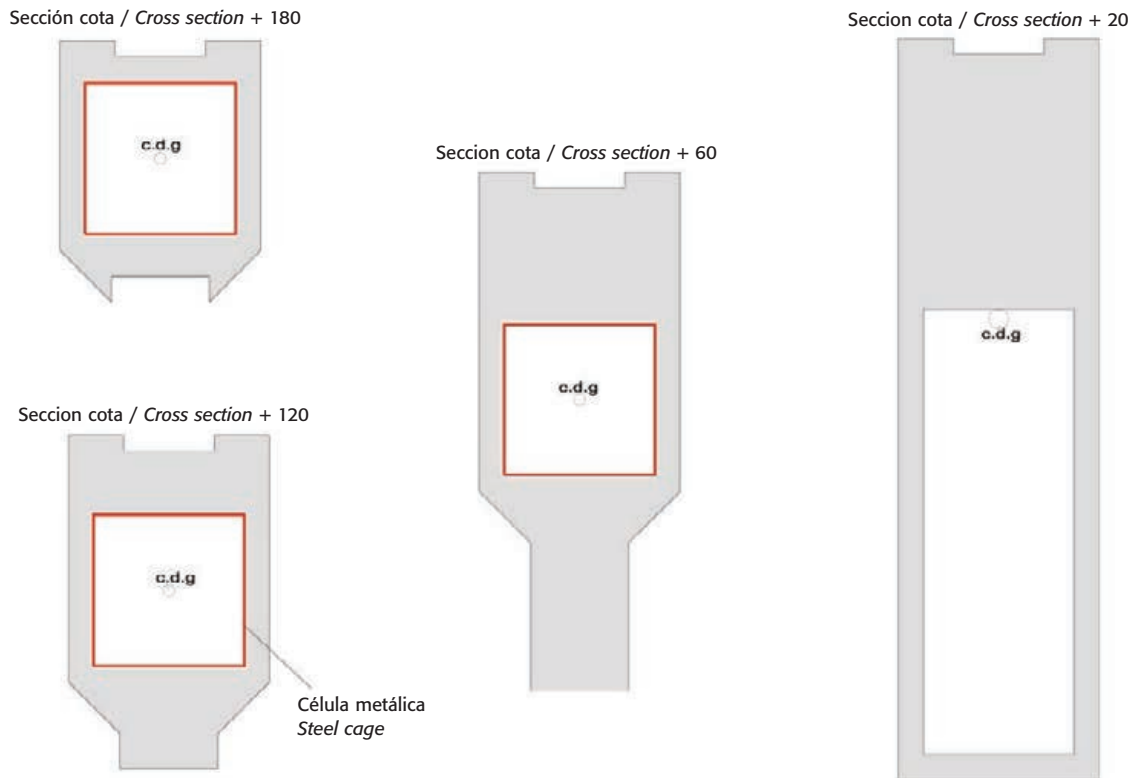 Sección cota / Cross section + 180
c.d.g
Seccion cota / Cross section + 120
c.d.g
Célula metálica
Steel cage
Seccion cota / Cross section + 60
c.d.g
Seccion cota / Cross section + 20
c.d.g